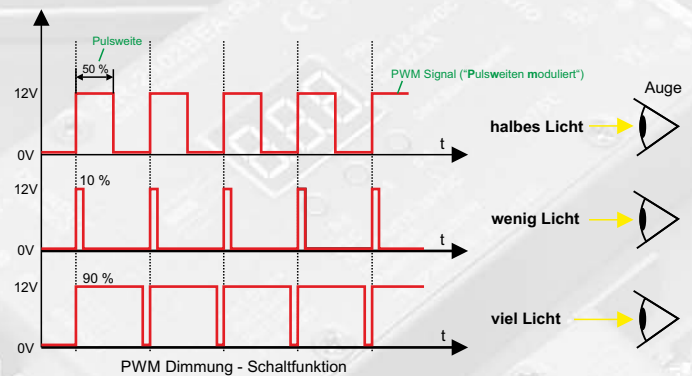 Pulsweite
50 %
PWM Signal ("Pulsweiten moduliert")
Auge
12V
halbes Licht
t
0V
10 %
12V
wenig Licht
t
0V
90 %
12V
viel Licht
t
0V
PWM Dimmung - Schaltfunktion